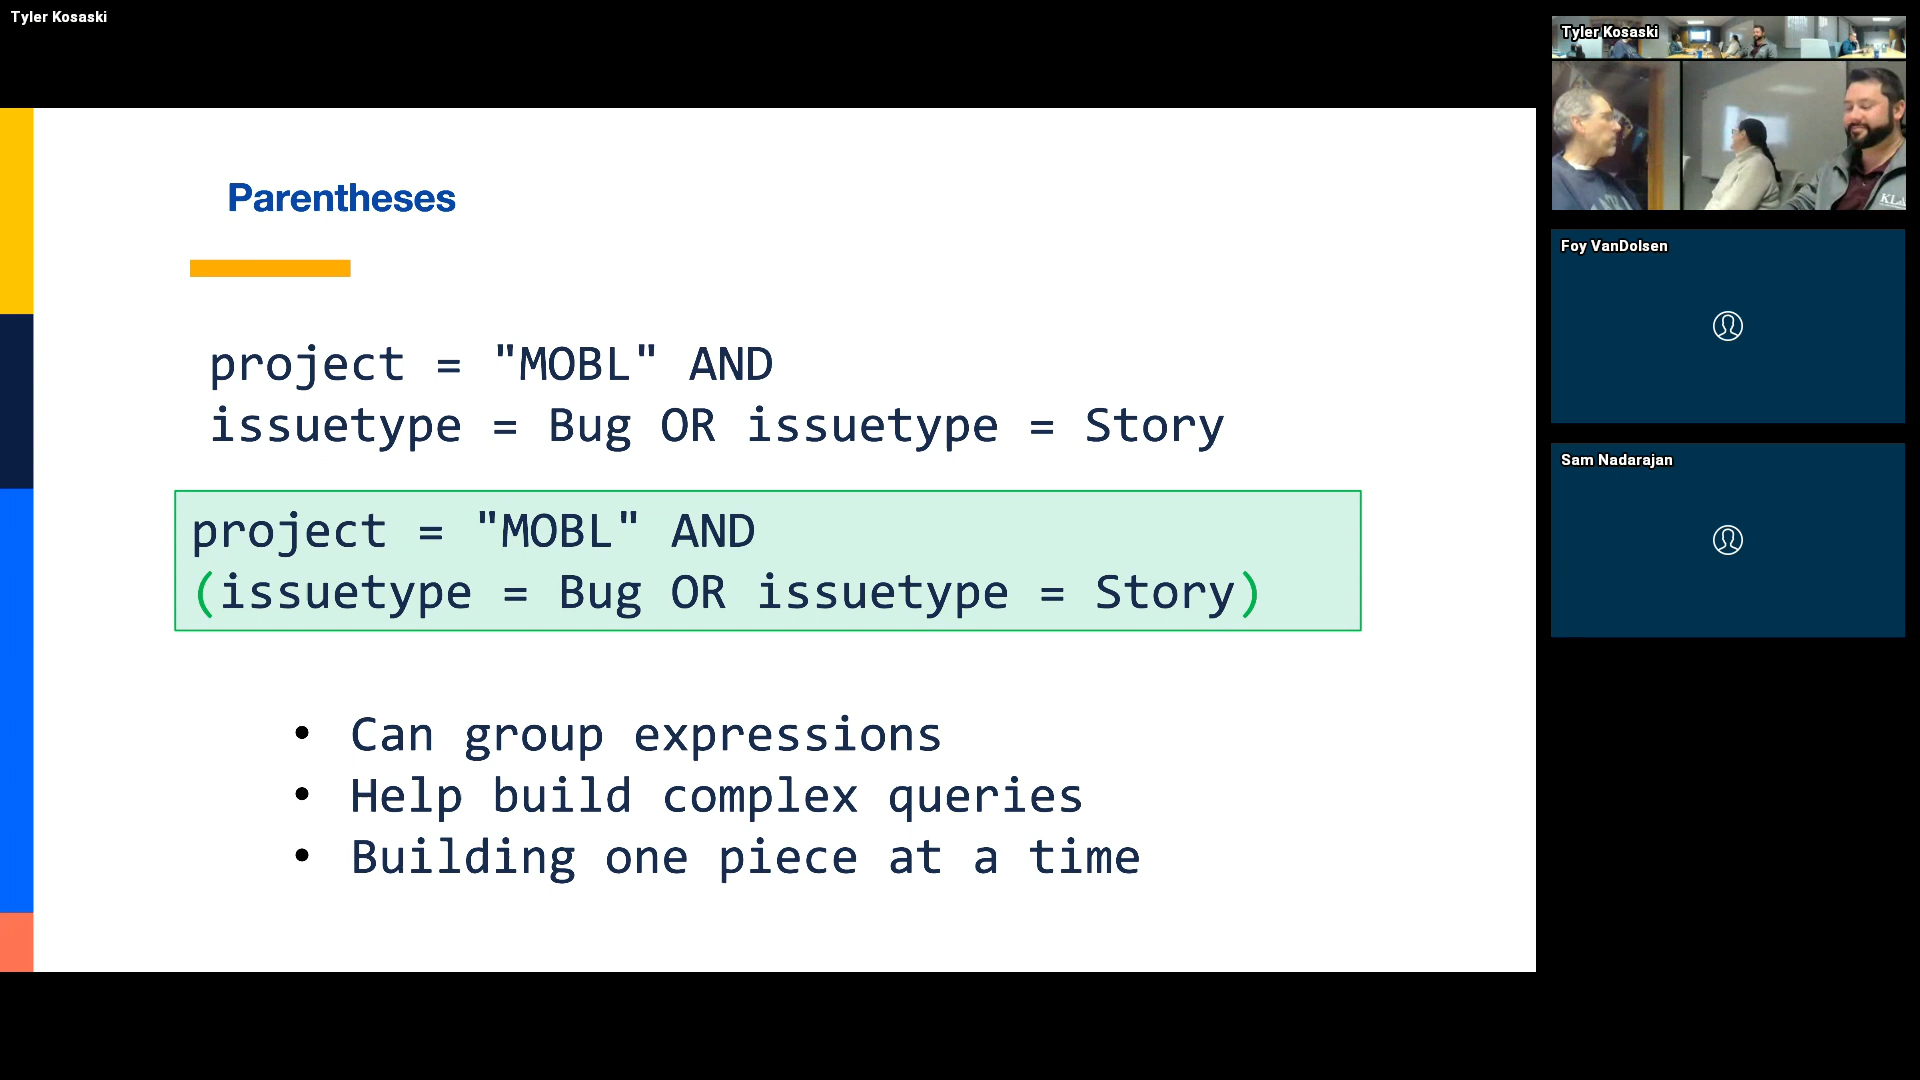 Tyler Kosaski
Parentheses
project = "MOBL" AND
issuetype = Bug OR issuetype = Story
project = "MOBL" AND
(issuetype = Bug OR issuetype = Story)
• Can group expressions
• Help build complex queries
• Building one piece at a time
Tyler Kosaski
Foy VanDolsen
Sam Nadarajan